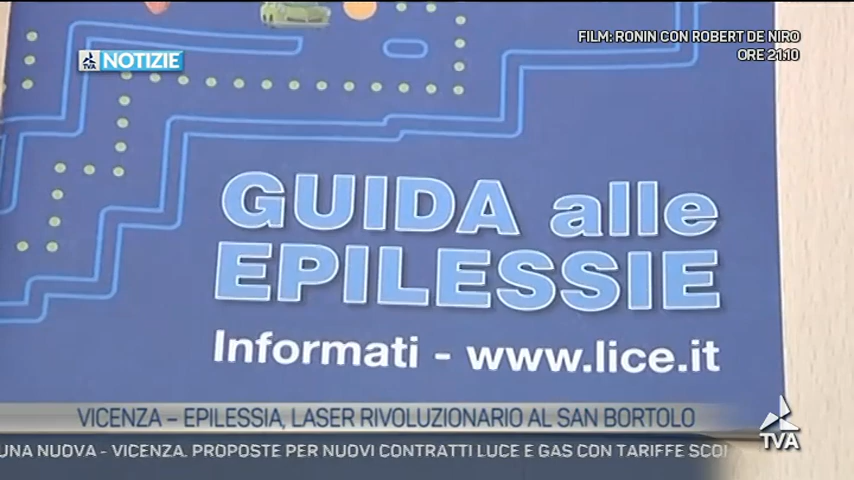 FILM: RONIN CON ROBERT DE NIRO
ORE 21.10
TVA NOTIZIE
GUIDA alle
EPILESSIE
Informati - www.lice.it
VICENZA – EPILESSIA, LASER RIVOLUZIONARIO AL SAN BORTOLO
TVA
UNA NUOVA - VICENZA. PROPOSTE PER NUOVI CONTRATTI LUCE E GAS CON TARIFFE